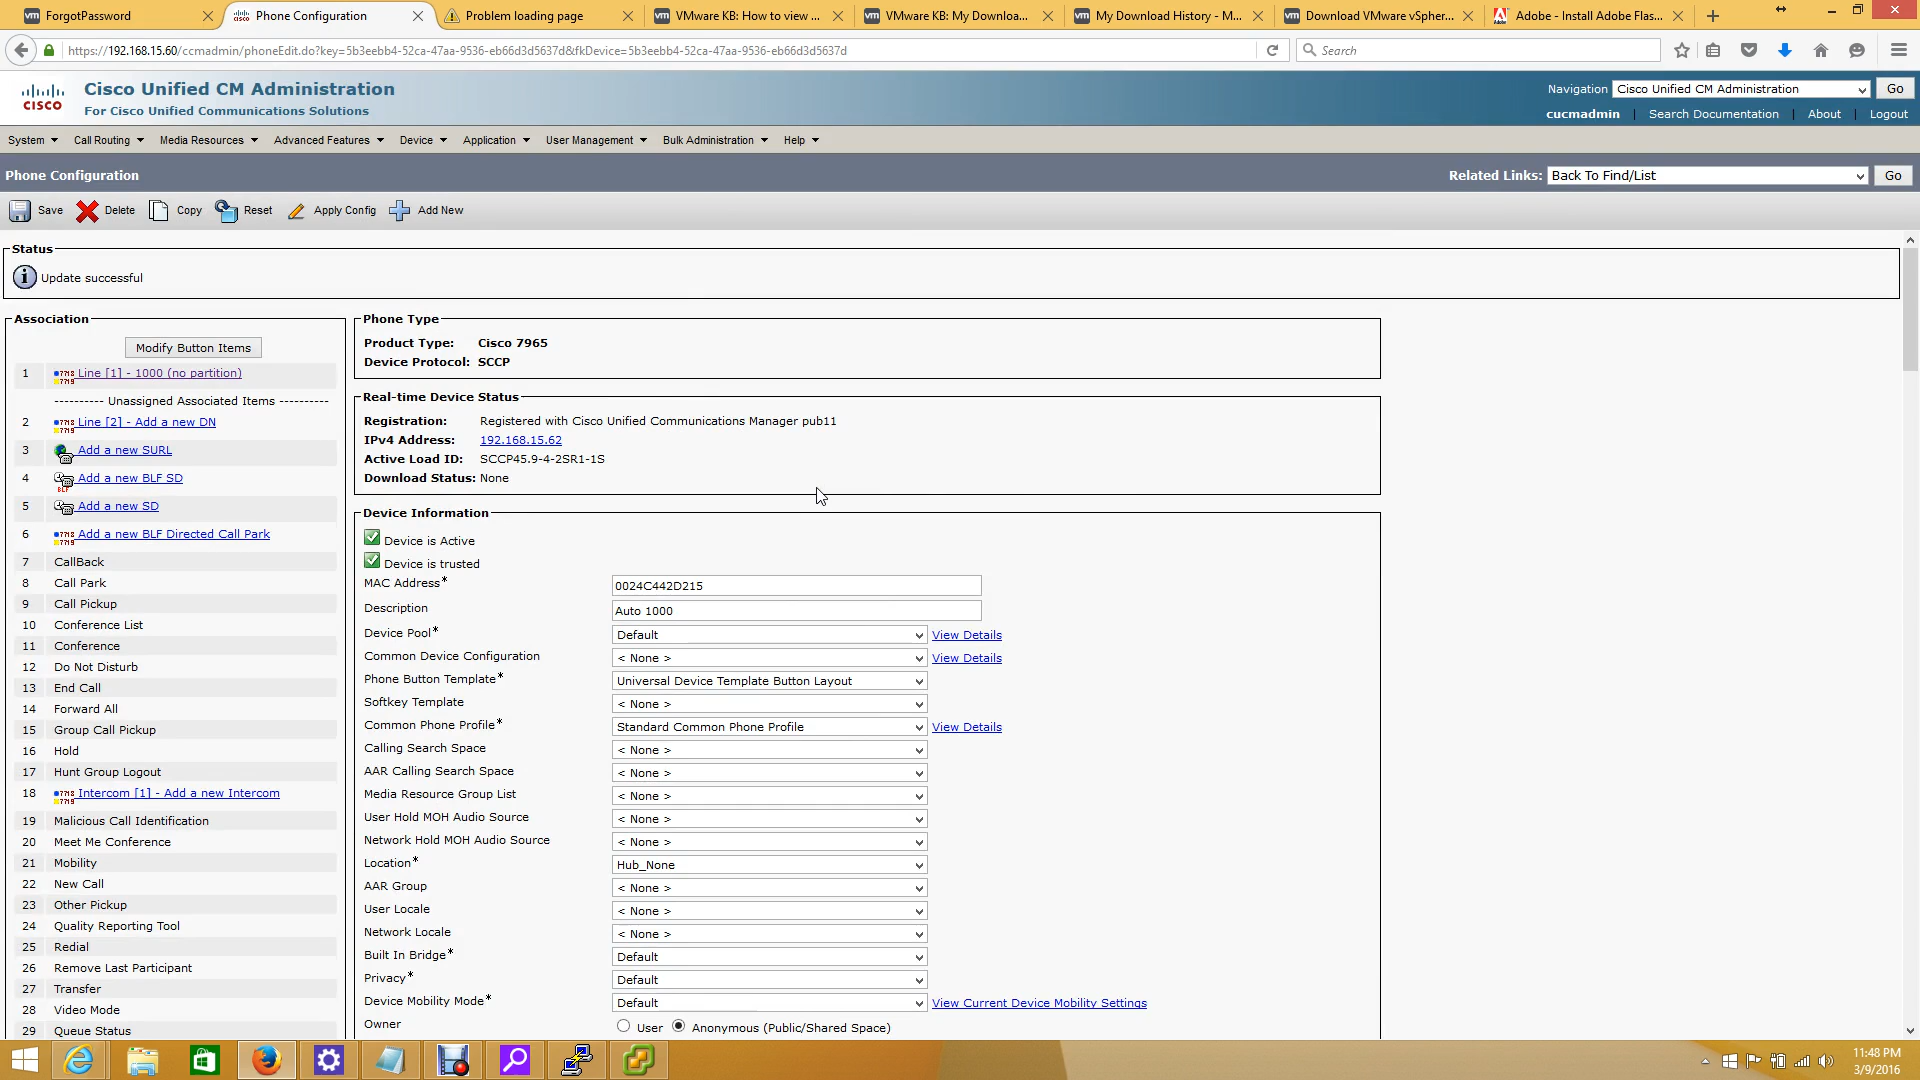 ForgotPassword
Phone Configuration
Problem loading page
VMware KB: How to view ...
VMware KB: My Downloa...
My Download History - M...
Download VMware vSpher...
Adobe - Install Adobe Flas...
https://192.168.15.60/ccmadmin/phoneEdit.do?key=5b3eebb4-52ca-47aa-9536-eb66d3d5637d&fkDevice=5b3eebb4-52ca-47aa-9536-eb66d3d5637d
Search
CISCO
Cisco Unified CM Administration
For Cisco Unified Communications Solutions
Navigation Cisco Unified CM Administration Go
cucmadmin | Search Documentation | About | Logout
System Call Routing Media Resources Advanced Features Device Application User Management Bulk Administration Help
Phone Configuration
Related Links: Back To Find/List Go
Save Delete Copy Reset Apply Config Add New
Status
Update successful
Association
Modify Button Items
1 Line [1] - 1000 (no partition)
---------- Unassigned Associated Items ----------
2 Line [2] - Add a new DN
3 Add a new SURL
4 Add a new BLF SD
5 Add a new SD
6 Add a new BLF Directed Call Park
7 CallBack
8 Call Park
9 Call Pickup
10 Conference List
11 Conference
12 Do Not Disturb
13 End Call
14 Forward All
15 Group Call Pickup
16 Hold
17 Hunt Group Logout
18 Intercom [1] - Add a new Intercom
19 Malicious Call Identification
20 Meet Me Conference
21 Mobility
22 New Call
23 Other Pickup
24 Quality Reporting Tool
25 Redial
26 Remove Last Participant
27 Transfer
28 Video Mode
29 Queue Status
Phone Type
Product Type: Cisco 7965
Device Protocol: SCCP
Real-time Device Status
Registration: Registered with Cisco Unified Communications Manager pub11
IPv4 Address: 192.168.15.62
Active Load ID: SCCP45.9-4-2SR1-1S
Download Status: None
Device Information
Device is Active
Device is trusted
MAC Address* 0024C442D215
Description Auto 1000
Device Pool* Default View Details
Common Device Configuration < None > View Details
Phone Button Template* Universal Device Template Button Layout
Softkey Template < None >
Common Phone Profile* Standard Common Phone Profile View Details
Calling Search Space < None >
AAR Calling Search Space < None >
Media Resource Group List < None >
User Hold MOH Audio Source < None >
Network Hold MOH Audio Source < None >
Location* Hub_None
AAR Group < None >
User Locale < None >
Network Locale < None >
Built In Bridge* Default
Privacy* Default
Device Mobility Mode* Default View Current Device Mobility Settings
Owner User Anonymous (Public/Shared Space)
11:48 PM
3/9/2016